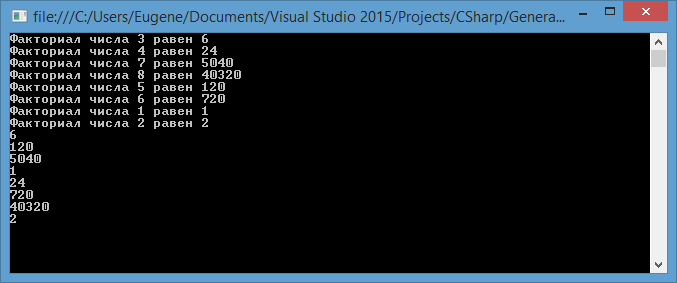 file:///C:/Users/Eugene/Documents/Visual Studio 2015/Projects/CSharp/Genera...
Факториал числа 3 равен 6
Факториал числа 4 равен 24
Факториал числа 7 равен 5040
Факториал числа 8 равен 40320
Факториал числа 5 равен 120
Факториал числа 6 равен 720
Факториал числа 1 равен 1
Факториал числа 2 равен 2
6
120
5040
1
24
720
40320
2